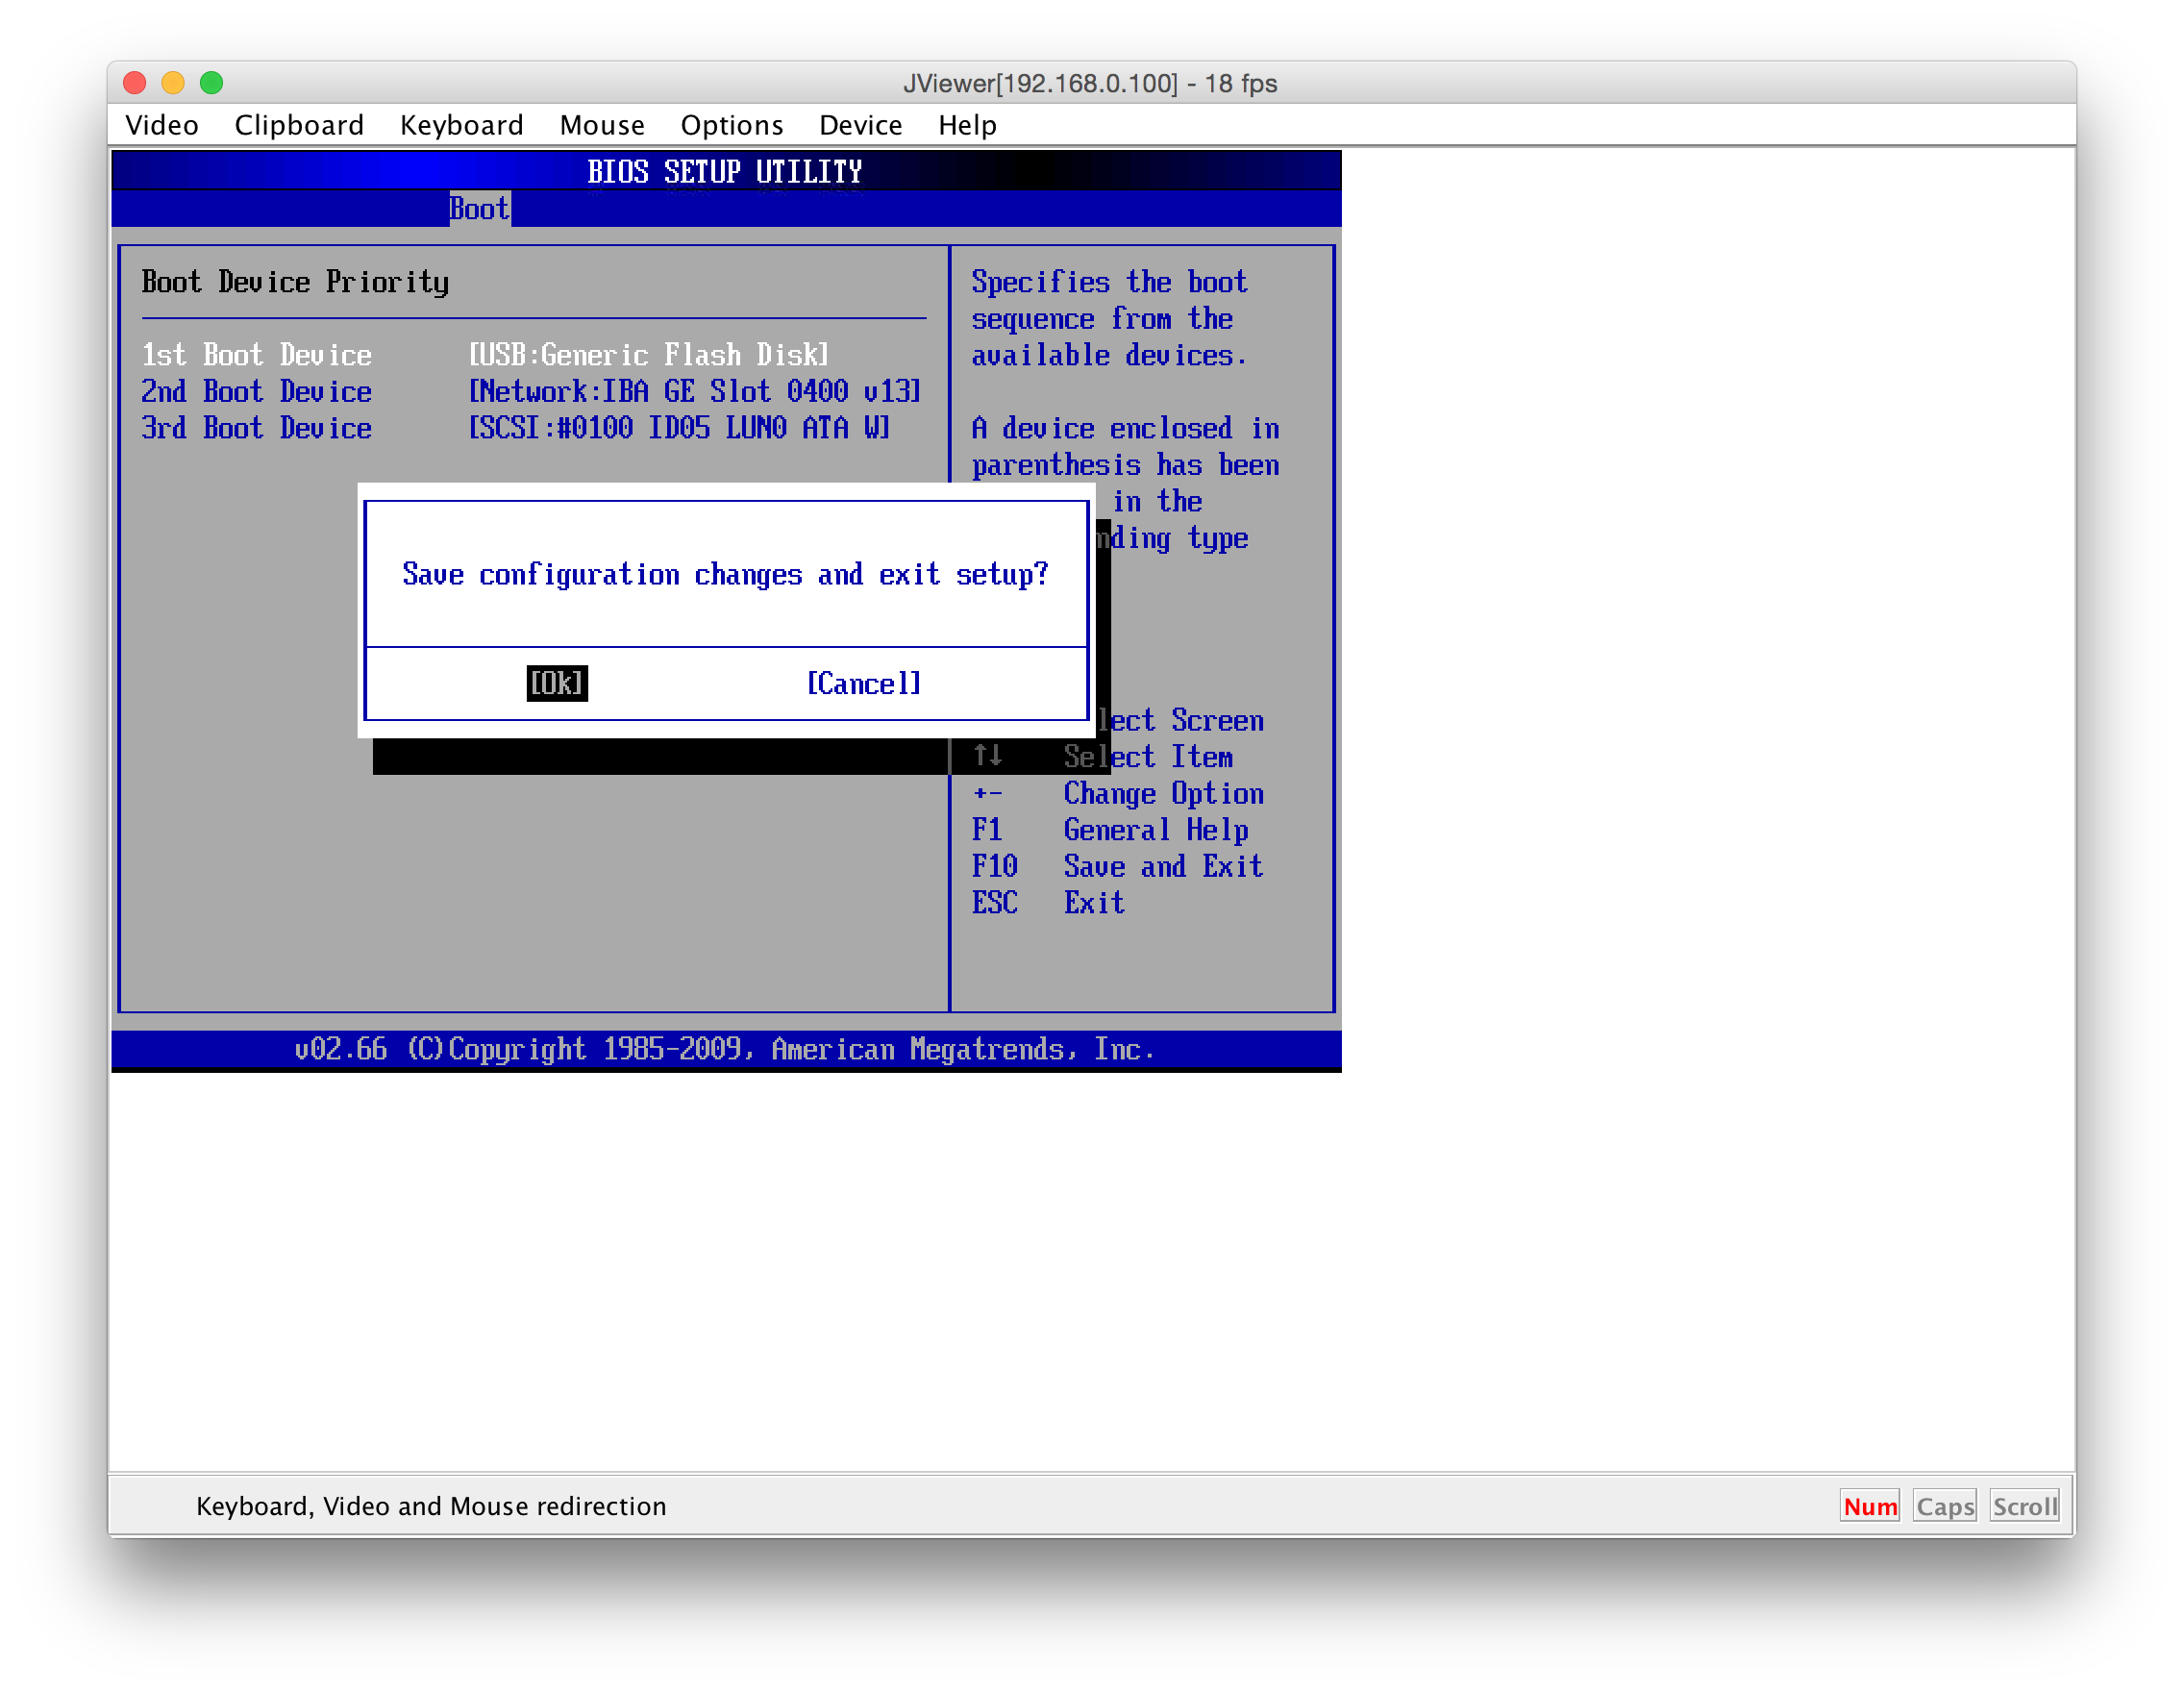 JViewer[192.168.0.100] - 18 fps
Video Clipboard Keyboard Mouse Options Device Help
BIOS SETUP UTILITY
Boot
Boot Device Priority
1st Boot Device [USB:Generic Flash Disk]
2nd Boot Device [Network:IBA GE Slot 0400 v13]
3rd Boot Device [SCSI:#0100 ID05 LUN0 ATA W]
Specifies the boot
sequence from the
available devices.
A device enclosed in
parenthesis has been
in the
type
Save configuration changes and exit setup?
[Ok] [Cancel]
Screen
↑↓ Select Item
+- Change Option
F1 General Help
F10 Save and Exit
ESC Exit
v02.66 (C)Copyright 1985-2009, American Megatrends, Inc.
Keyboard, Video and Mouse redirection
Num Caps Scroll